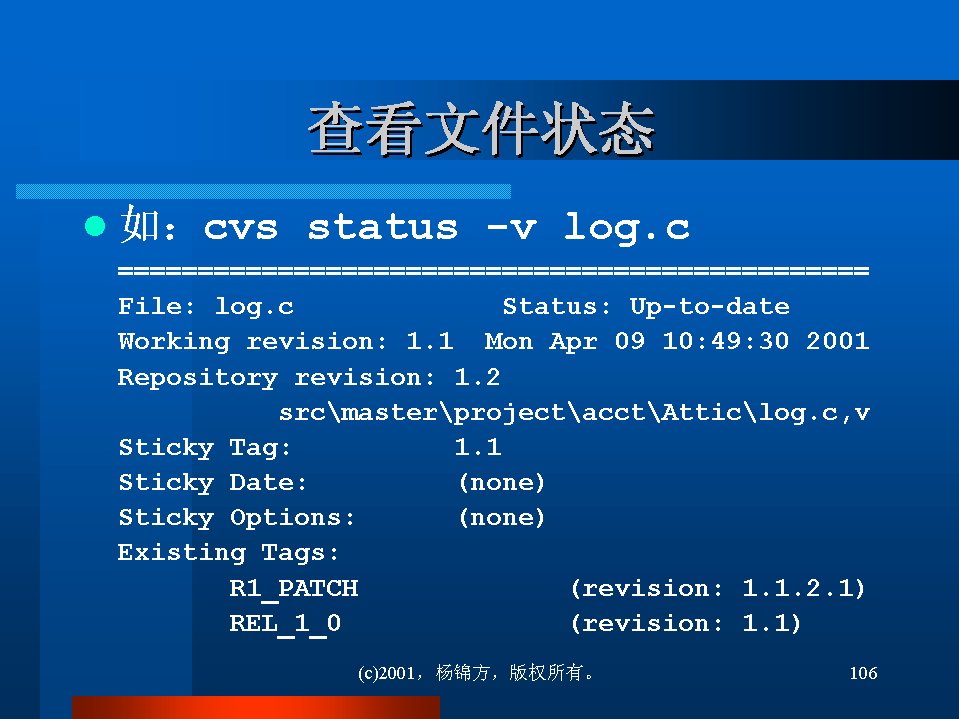 查看文件状态
如：cvs status –v log.c
===============================================
File: log.c             Status: Up-to-date
Working revision: 1.1  Mon Apr 09 10:49:30 2001
Repository revision: 1.2
          src\master\project\acct\Attic\log.c,v
Sticky Tag:          1.1
Sticky Date:         (none)
Sticky Options:      (none)
Existing Tags:
       R1_PATCH             (revision: 1.1.2.1)
       REL_1_0              (revision: 1.1)
(c)2001，杨锦方，版权所有。 106